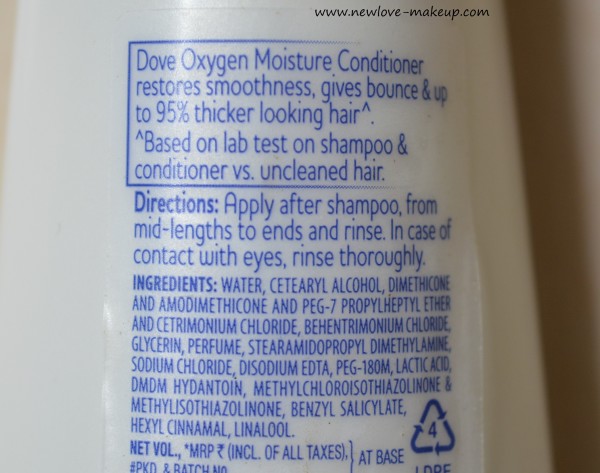 www.newlove-makeup.com
Dove Oxygen Moisture Conditioner
restores smoothness, gives bounce & up
to 95% thicker looking hair^.
^Based on lab test on shampoo &
conditioner vs. uncleaned hair.
Directions: Apply after shampoo, from
mid-lengths to ends and rinse. In case of
contact with eyes, rinse thoroughly.
INGREDIENTS: WATER, CETEARYL ALCOHOL, DIMETHICONE
AND AMODIMETHICONE AND PEG-7 PROPYLHEPTYL ETHER
AND CETRIMONIUM CHLORIDE, BEHENTRIMONIUM CHLORIDE,
GLYCERIN, PERFUME, STEARAMIDOPROPYL DIMETHYLAMINE,
SODIUM CHLORIDE, DISODIUM EDTA, PEG-180M, LACTIC ACID,
DMDM HYDANTOIN, METHYLCHLOROISOTHIAZOLINONE &
METHYLISOTHIAZOLINONE, BENZYL SALICYLATE,
HEXYL CINNAMAL, LINALOOL.
4
NET VOL., *MRP ₹ (INCL. OF ALL TAXES),} AT BASE
#PKD. & BATCH NO.
LDPE